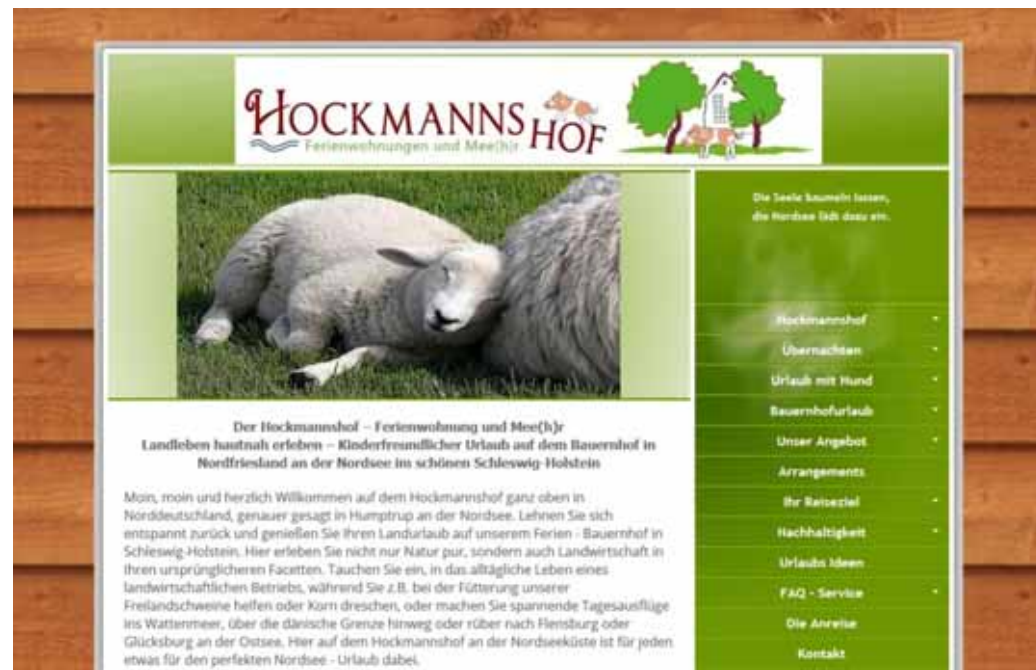 HOCKMANNSHOF
Ferienwohnungen und Mee(h)r
Die Seele baumeln lassen,
die Nordsee lädt dazu ein.
Hockmannshof
Übernachten
Urlaub mit Hund
Bauernhofurlaub
Unser Angebot
Arrangements
Ihr Reiseziel
Nachhaltigkeit
Urlaubs Ideen
FAQ - Service
Die Anreise
Kontakt
Der Hockmannshof – Ferienwohnung und Mee(h)r
Landleben hautnah erleben – Kinderfreundlicher Urlaub auf dem Bauernhof in
Nordfriesland an der Nordsee im schönen Schleswig-Holstein
Moin, moin und herzlich Willkommen auf dem Hockmannshof ganz oben in
Norddeutschland, genauer gesagt in Humptrup an der Nordsee. Lehnen Sie sich
entspannt zurück und genießen Sie Ihren Landurlaub auf unserem Ferien - Bauernhof in
Schleswig-Holstein. Hier erleben Sie nicht nur Natur pur, sondern auch Landwirtschaft in
ihren ursprünglicheren Facetten. Tauchen Sie ein, in das alltägliche Leben eines
landwirtschaftlichen Betriebs, während Sie z.B. bei der Fütterung unserer
Freilandschweine helfen oder Korn dreschen, oder machen Sie spannende Tagesausflüge
ins Wattenmeer, über die dänische Grenze hinweg oder rüber nach Flensburg oder
Glücksburg an der Ostsee. Hier auf dem Hockmannshof an der Nordseeküste ist für jeden
etwas für den perfekten Nordsee - Urlaub dabei.